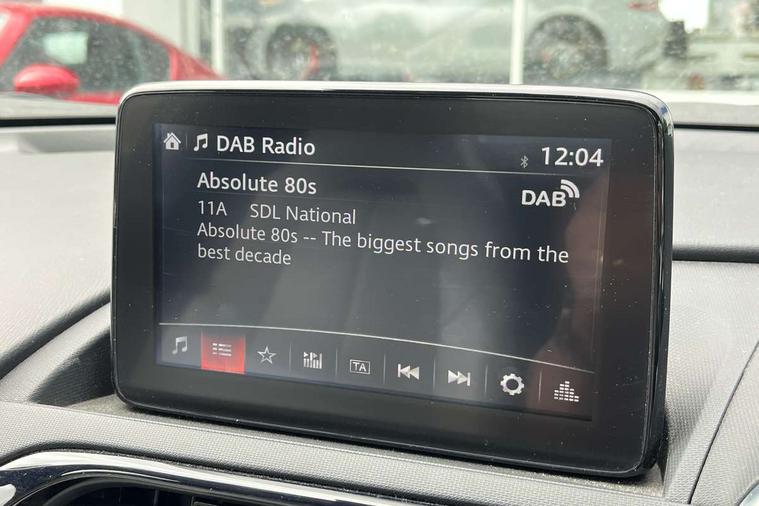 DAB Radio
12:04
Absolute 80s
DAB
11A SDL National
Absolute 80s -- The biggest songs from the
best decade
TA